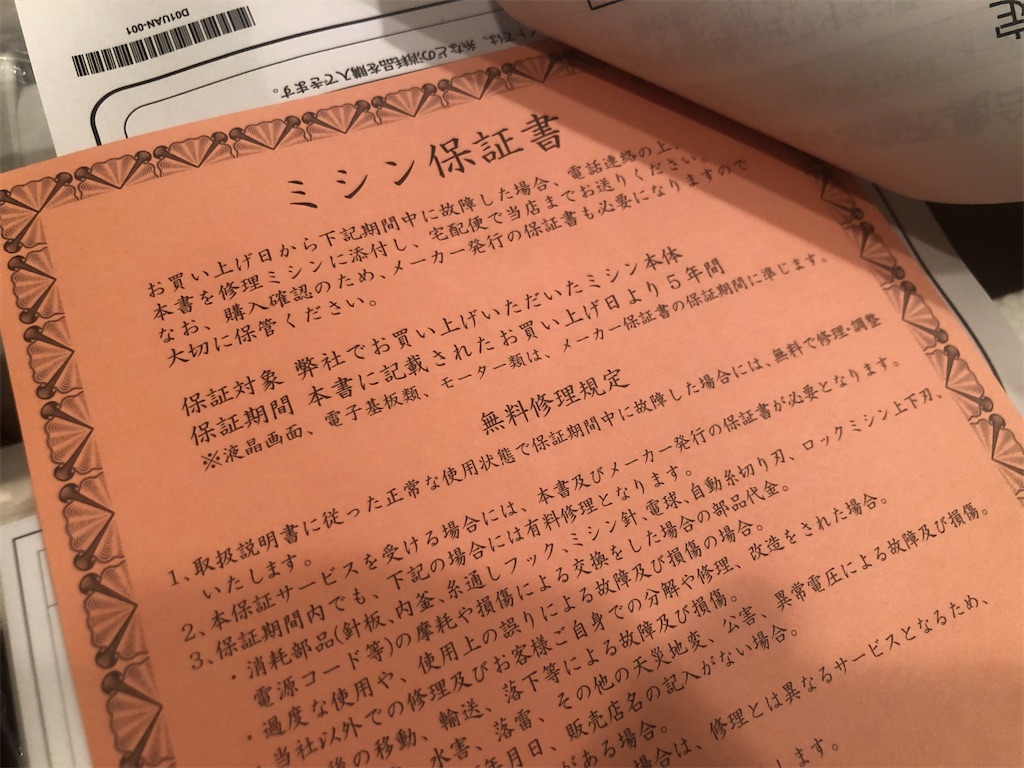 D01UAN-001
イトでは、糸などの消耗品を購入できます。
定
ミシン保証書
お買い上げ日から下記期間中に故障した場合、電話連絡の上、
本書を修理ミシンに添付し、宅配便で当店までお送りください。
なお、購入確認のため、メーカー発行の保証書も必要になりますので
大切に保管ください。
保証対象 弊社でお買い上げいただいたミシン本体
保証期間 本書に記載されたお買い上げ日より5年間
※液晶画面、電子基板類、モーター類は、メーカー保証書の保証期間に準じます。
無料修理規定
1、取扱説明書に従った正常な使用状態で保証期間中に故障した場合には、無料で修理・調整
いたします。
2、本保証サービスを受ける場合には、本書及びメーカー発行の保証書が必要となります。
3、保証期間内でも、下記の場合には有料修理となります。
・消耗部品(針板、内釜、糸通しフック、ミシン針、電球、自動糸切り刃、ロックミシン上下刀、
電源コード等)の摩耗や損傷による交換をした場合の部品代金。
・過度な使用や、使用上の誤りによる故障及び損傷の場合。
・当社以外での修理及びお客様ご自身での分解や修理、改造をされた場合。
後の移動、輸送、落下等による故障及び損傷。
水害、落雷、その他の天災地変、公害、異常電圧による故障及び損傷。
年月日、販売店名の記入がない場合。
がある場合。
場合は、修理とは異なるサービスとなるため、
します。